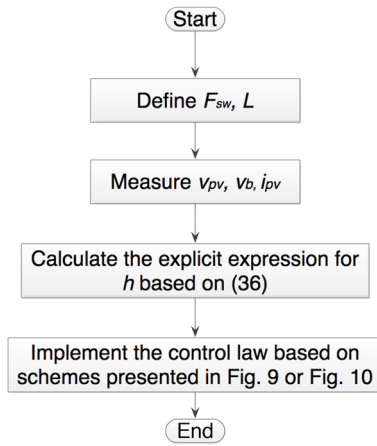 Start
Define Fsw, L
Measure vpv, vb, ipv
Calculate the explicit expression for
h based on (36)
Implement the control law based on
schemes presented in Fig. 9 or Fig. 10
End